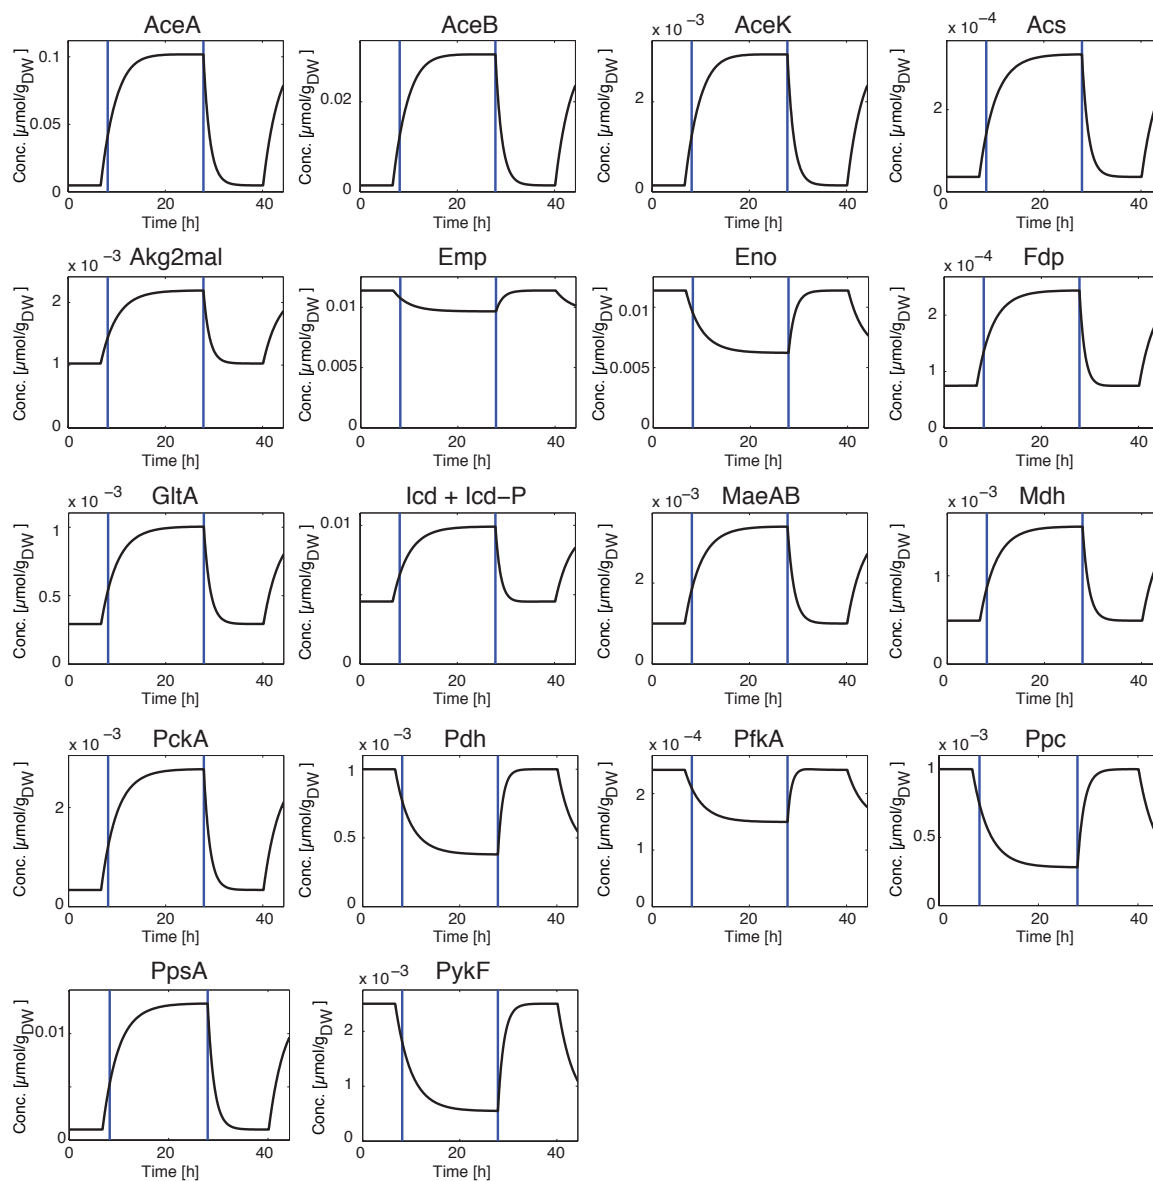 AceA
Conc. [µmol/gDW ]
0.1
0.05
0
0 20 40
Time [h]
AceB
Conc. [µmol/gDW ]
0.02
0
0 20 40
Time [h]
x 10 −3 AceK
Conc. [µmol/gDW ]
2
0
0 20 40
Time [h]
x 10 −4 Acs
Conc. [µmol/gDW ]
2
0
0 20 40
Time [h]
x 10 −3 Akg2mal
Conc. [µmol/gDW ]
2
1
0
0 20 40
Time [h]
Emp
Conc. [µmol/gDW ]
0.01
0.005
0
0 20 40
Time [h]
Eno
Conc. [µmol/gDW ]
0.01
0.005
0
0 20 40
Time [h]
x 10 −4 Fdp
Conc. [µmol/gDW ]
2
1
0
0 20 40
Time [h]
x 10 −3 GltA
Conc. [µmol/gDW ]
1
0.5
0
0 20 40
Time [h]
Icd + Icd−P
Conc. [µmol/gDW ]
0.01
0
0 20 40
Time [h]
x 10 −3 MaeAB
Conc. [µmol/gDW ]
2
0
0 20 40
Time [h]
x 10 −3 Mdh
Conc. [µmol/gDW ]
1
0
0 20 40
Time [h]
x 10 −3 PckA
Conc. [µmol/gDW ]
2
0
0 20 40
Time [h]
x 10 −3 Pdh
Conc. [µmol/gDW ]
1
0.5
0
0 20 40
Time [h]
x 10 −4 PfkA
Conc. [µmol/gDW ]
2
0
0 20 40
Time [h]
x 10 −3 Ppc
Conc. [µmol/gDW ]
1
0.5
0
0 20 40
Time [h]
PpsA
Conc. [µmol/gDW ]
0.01
0
0 20 40
Time [h]
x 10 −3 PykF
Conc. [µmol/gDW ]
2
1
0
0 20 40
Time [h]